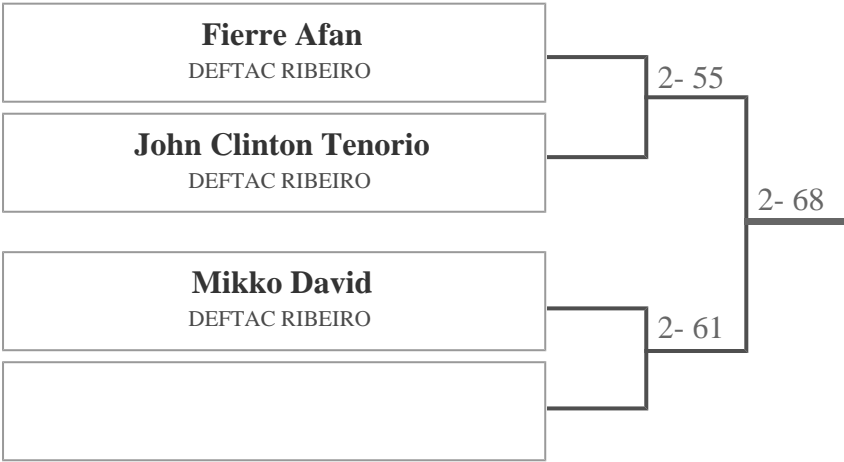 Fierre Afan
DEFTAC RIBEIRO
2- 55
John Clinton Tenorio
DEFTAC RIBEIRO
2- 68
Mikko David
DEFTAC RIBEIRO
2- 61